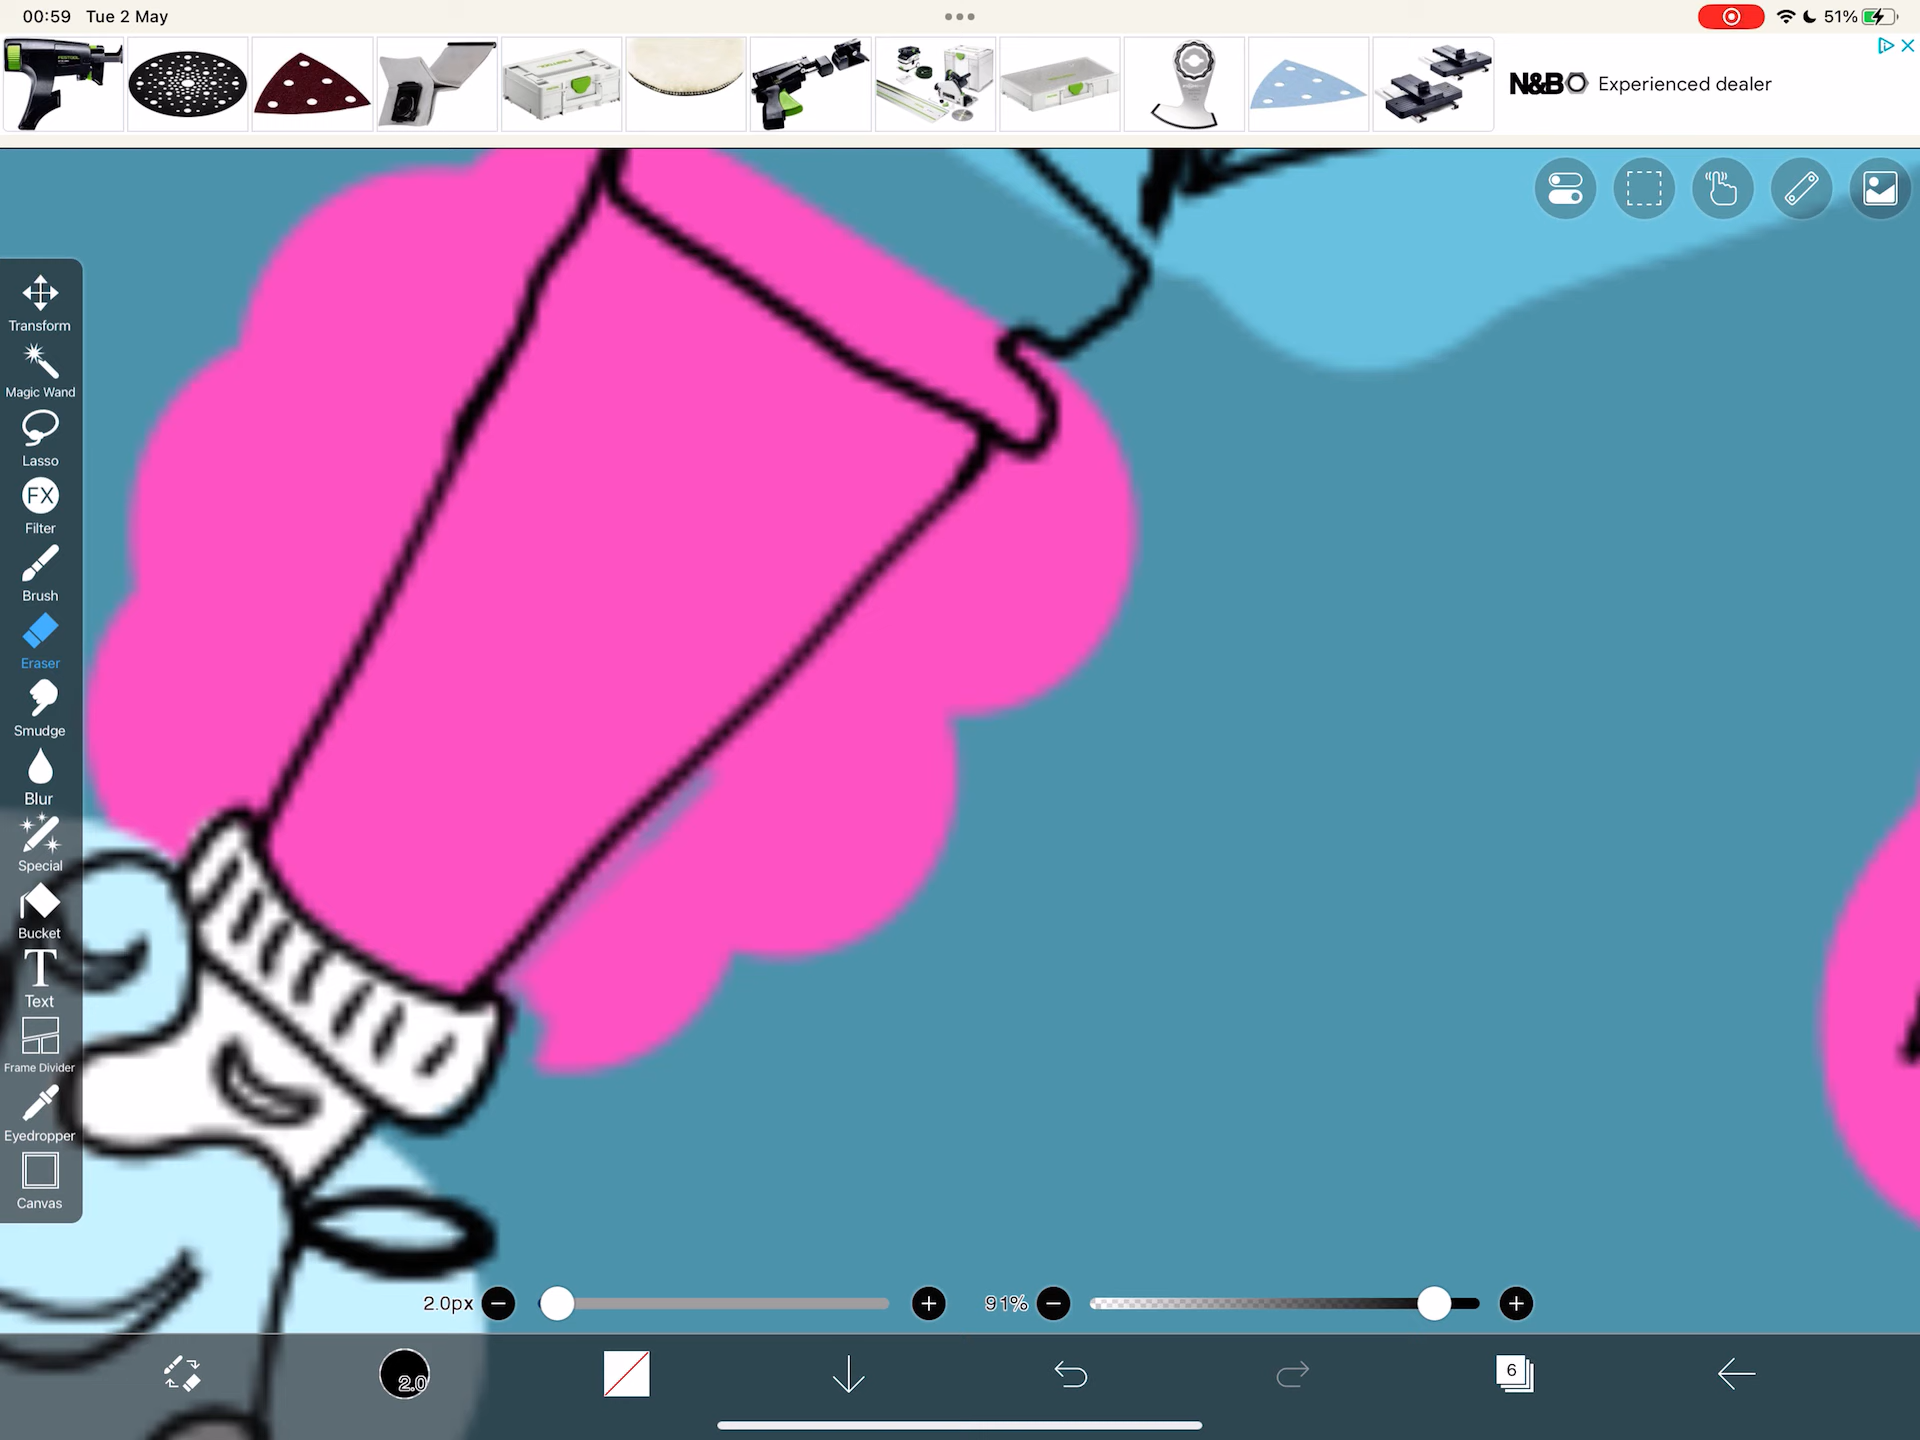 00:59 Tue 2 May
51%
N&B Experienced dealer
Transform
Magic Wand
Lasso
FX
Filter
Brush
Eraser
Smudge
Blur
Special
Bucket
T
Text
Frame Divider
Eyedropper
Canvas
2.0px
91%
2.0
6